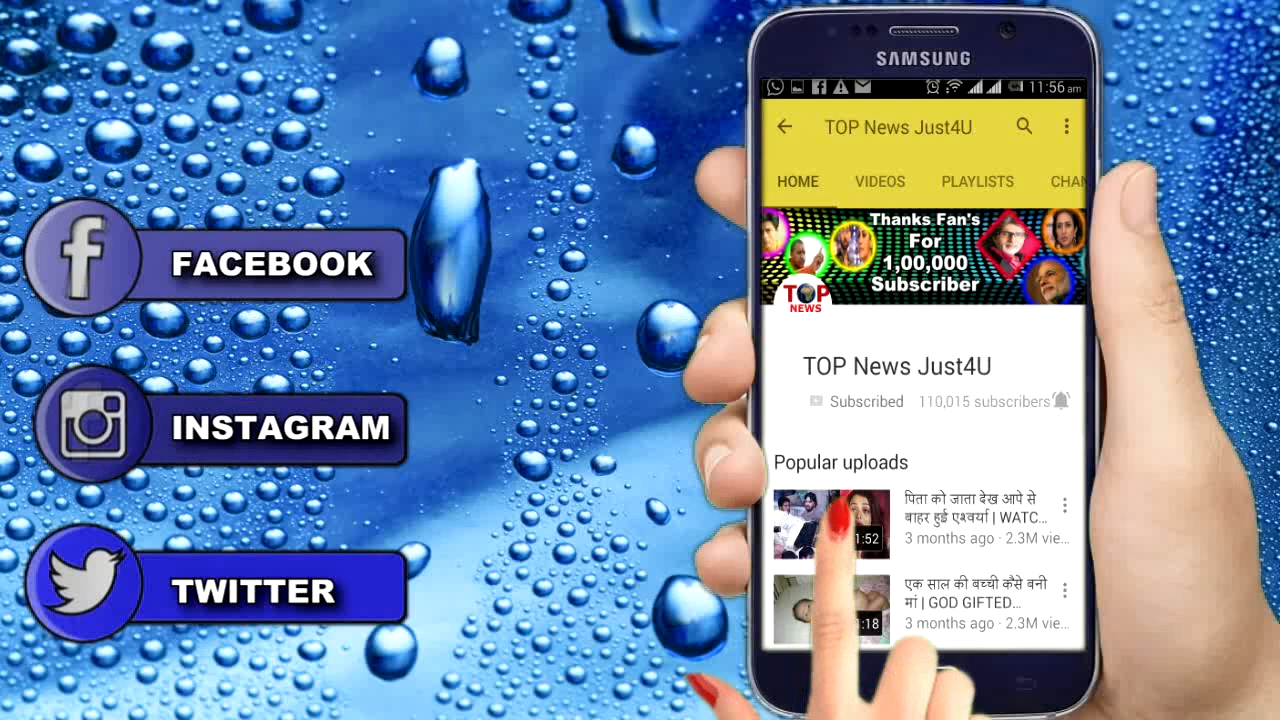 FACEBOOK
INSTAGRAM
TWITTER
SAMSUNG
11:56 am
TOP News Just4U
HOME VIDEOS PLAYLISTS CHAN
Thanks Fan's
For
1,00,000
Subscriber
TOP
NEWS
TOP News Just4U
Subscribed 110,015 subscribers
Popular uploads
पिता को जाता देख आपे से
बाहर हुई एश्वर्या | WATC...
1:52
3 months ago · 2.3M vie...
एक साल की बच्ची कैसे बनी
मां | GOD GIFTED...
1:18
3 months ago · 2.3M vie...